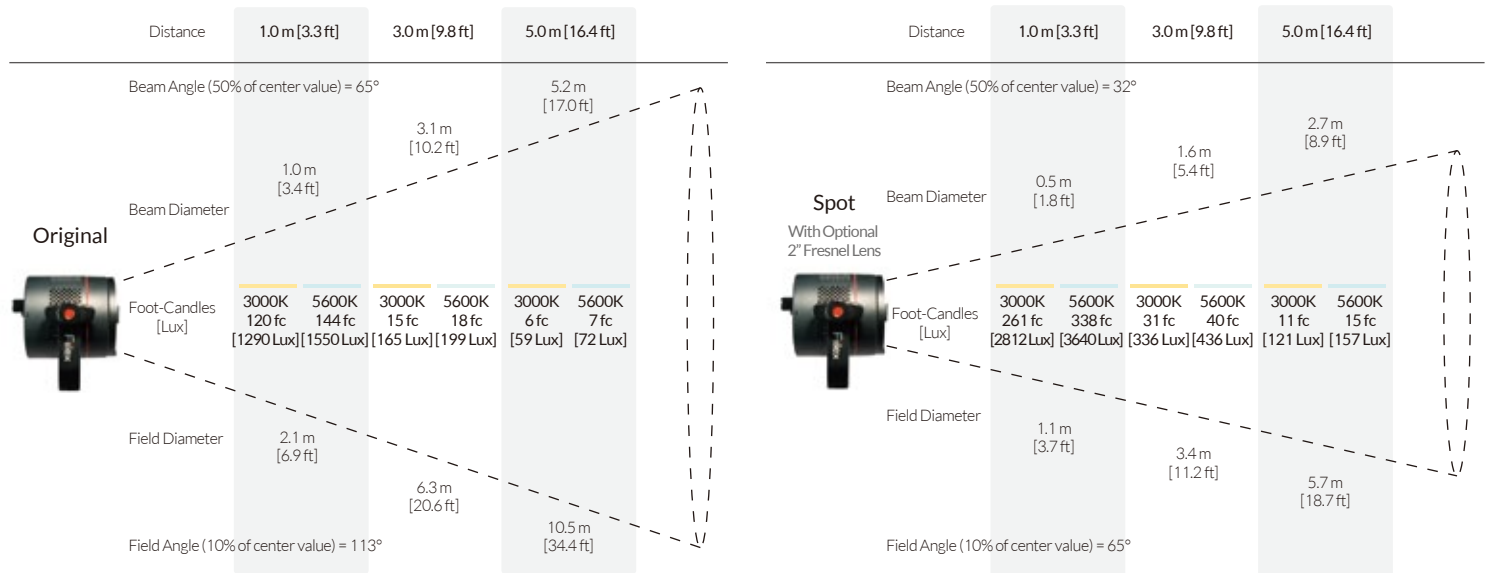 Distance 1.0 m [3.3 ft] 3.0 m [9.8 ft] 5.0 m [16.4 ft]
Beam Angle (50% of center value) = 65°
5.2 m
[17.0 ft]
3.1 m
[10.2 ft]
1.0 m
[3.4 ft]
Beam Diameter
Original
Foot-Candles
[Lux]
3000K 5600K 3000K 5600K 3000K 5600K
120 fc 144 fc 15 fc 18 fc 6 fc 7 fc
[1290 Lux] [1550 Lux] [165 Lux] [199 Lux] [59 Lux] [72 Lux]
Field Diameter
2.1 m
[6.9 ft]
6.3 m
[20.6 ft]
10.5 m
[34.4 ft]
Field Angle (10% of center value) = 113°
Distance 1.0 m [3.3 ft] 3.0 m [9.8 ft] 5.0 m [16.4 ft]
Beam Angle (50% of center value) = 32°
2.7 m
[8.9 ft]
1.6 m
[5.4 ft]
0.5 m
[1.8 ft]
Beam Diameter
Spot
With Optional
2" Fresnel Lens
Foot-Candles
[Lux]
3000K 5600K 3000K 5600K 3000K 5600K
261 fc 338 fc 31 fc 40 fc 11 fc 15 fc
[2812 Lux] [3640 Lux] [336 Lux] [436 Lux] [121 Lux] [157 Lux]
Field Diameter
1.1 m
[3.7 ft]
3.4 m
[11.2 ft]
5.7 m
[18.7 ft]
Field Angle (10% of center value) = 65°